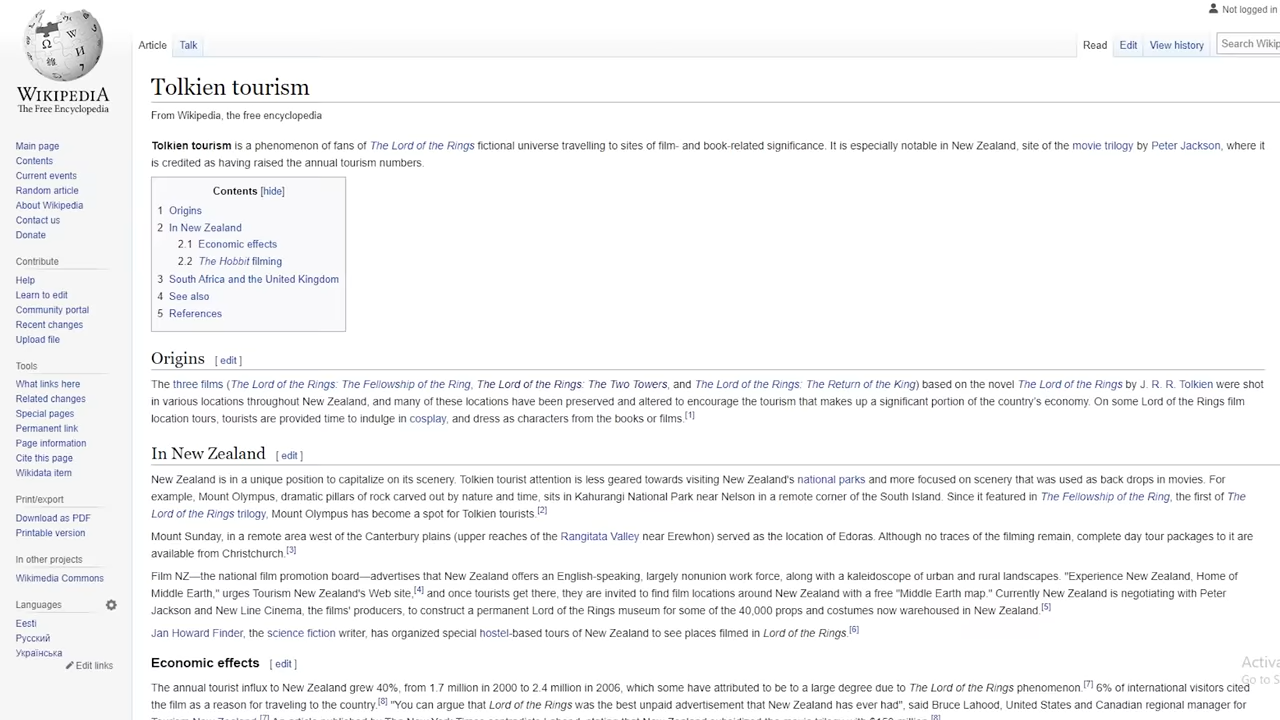 Not logged in
Article Talk Read Edit View history Search Wikip
WIKIPEDIA
The Free Encyclopedia
Main page
Contents
Current events
Random article
About Wikipedia
Contact us
Donate
Contribute
Help
Learn to edit
Community portal
Recent changes
Upload file
Tools
What links here
Related changes
Special pages
Permanent link
Page information
Cite this page
Wikidata item
Print/export
Download as PDF
Printable version
In other projects
Wikimedia Commons
Languages
Eesti
Русский
Українська
Edit links
Tolkien tourism
From Wikipedia, the free encyclopedia
Tolkien tourism is a phenomenon of fans of The Lord of the Rings fictional universe travelling to sites of film- and book-related significance. It is especially notable in New Zealand, site of the movie trilogy by Peter Jackson, where it
is credited as having raised the annual tourism numbers.
Contents [hide]
1 Origins
2 In New Zealand
2.1 Economic effects
2.2 The Hobbit filming
3 South Africa and the United Kingdom
4 See also
5 References
Origins [ edit ]
The three films (The Lord of the Rings: The Fellowship of the Ring, The Lord of the Rings: The Two Towers, and The Lord of the Rings: The Return of the King) based on the novel The Lord of the Rings by J. R. R. Tolkien were shot
in various locations throughout New Zealand, and many of these locations have been preserved and altered to encourage the tourism that makes up a significant portion of the country's economy. On some Lord of the Rings film
location tours, tourists are provided time to indulge in cosplay, and dress as characters from the books or films.[1]
In New Zealand [ edit ]
New Zealand is in a unique position to capitalize on its scenery. Tolkien tourist attention is less geared towards visiting New Zealand's national parks and more focused on scenery that was used as back drops in movies. For
example, Mount Olympus, dramatic pillars of rock carved out by nature and time, sits in Kahurangi National Park near Nelson in a remote corner of the South Island. Since it featured in The Fellowship of the Ring, the first of The
Lord of the Rings trilogy, Mount Olympus has become a spot for Tolkien tourists.[2]
Mount Sunday, in a remote area west of the Canterbury plains (upper reaches of the Rangitata Valley near Erewhon) served as the location of Edoras. Although no traces of the filming remain, complete day tour packages to it are
available from Christchurch.[3]
Film NZ—the national film promotion board—advertises that New Zealand offers an English-speaking, largely nonunion work force, along with a kaleidoscope of urban and rural landscapes. "Experience New Zealand, Home of
Middle Earth," urges Tourism New Zealand's Web site,[4] and once tourists get there, they are invited to find film locations around New Zealand with a free "Middle Earth map." Currently New Zealand is negotiating with Peter
Jackson and New Line Cinema, the films' producers, to construct a permanent Lord of the Rings museum for some of the 40,000 props and costumes now warehoused in New Zealand.[5]
Jan Howard Finder, the science fiction writer, has organized special hostel-based tours of New Zealand to see places filmed in Lord of the Rings.[6]
Economic effects [ edit ]
The annual tourist influx to New Zealand grew 40%, from 1.7 million in 2000 to 2.4 million in 2006, which some have attributed to be to a large degree due to The Lord of the Rings phenomenon.[7] 6% of international visitors cited
the film as a reason for traveling to the country.[8] "You can argue that Lord of the Rings was the best unpaid advertisement that New Zealand has ever had", said Bruce Lahood, United States and Canadian regional manager for
Activa
Go to S